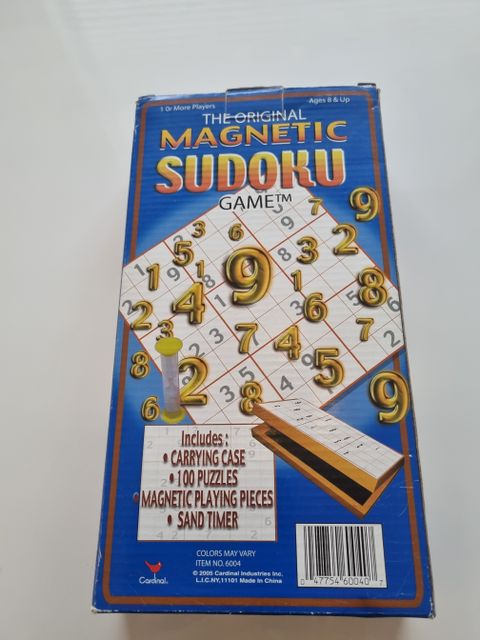 1 Or More Players
Ages 8 & Up
THE ORIGINAL
MAGNETIC
SUDOKU
GAME™
Includes :
• CARRYING CASE
• 100 PUZZLES
• MAGNETIC PLAYING PIECES
• SAND TIMER
COLORS MAY VARY
ITEM NO. 6004
© 2005 Cardinal Industries Inc.
L.I.C.NY,11101 Made In China
Cardinal.
0 47754 60040 7